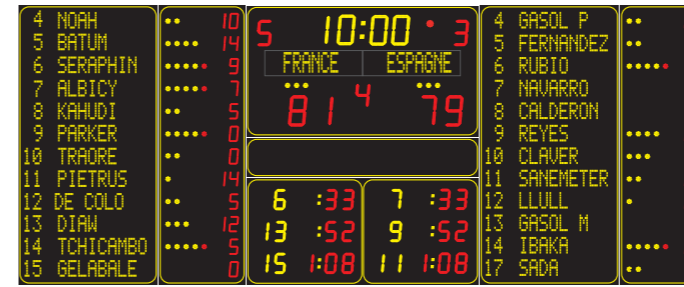 4 NOAH 10
5 BATUM 14
6 SERAPHIN 9
7 ALBICY 7
8 KAHUDI 5
9 PARKER 0
10 TRAORE 0
11 PIETRUS 14
12 DE COLO 5
13 DIAW 12
14 TCHICAMBO 5
15 GELABALE 0
5 10:00 3
FRANCE ESPAGNE
81 4 79
6 :33 7 :33
13 :52 9 :52
15 1:08 11 1:08
4 GASOL P
5 FERNANDEZ
6 RUBIO
7 NAVARRO
8 CALDERON
9 REYES
10 CLAVER
11 SANEMETER
12 LLULL
13 GASOL M
14 IBAKA
17 SADA